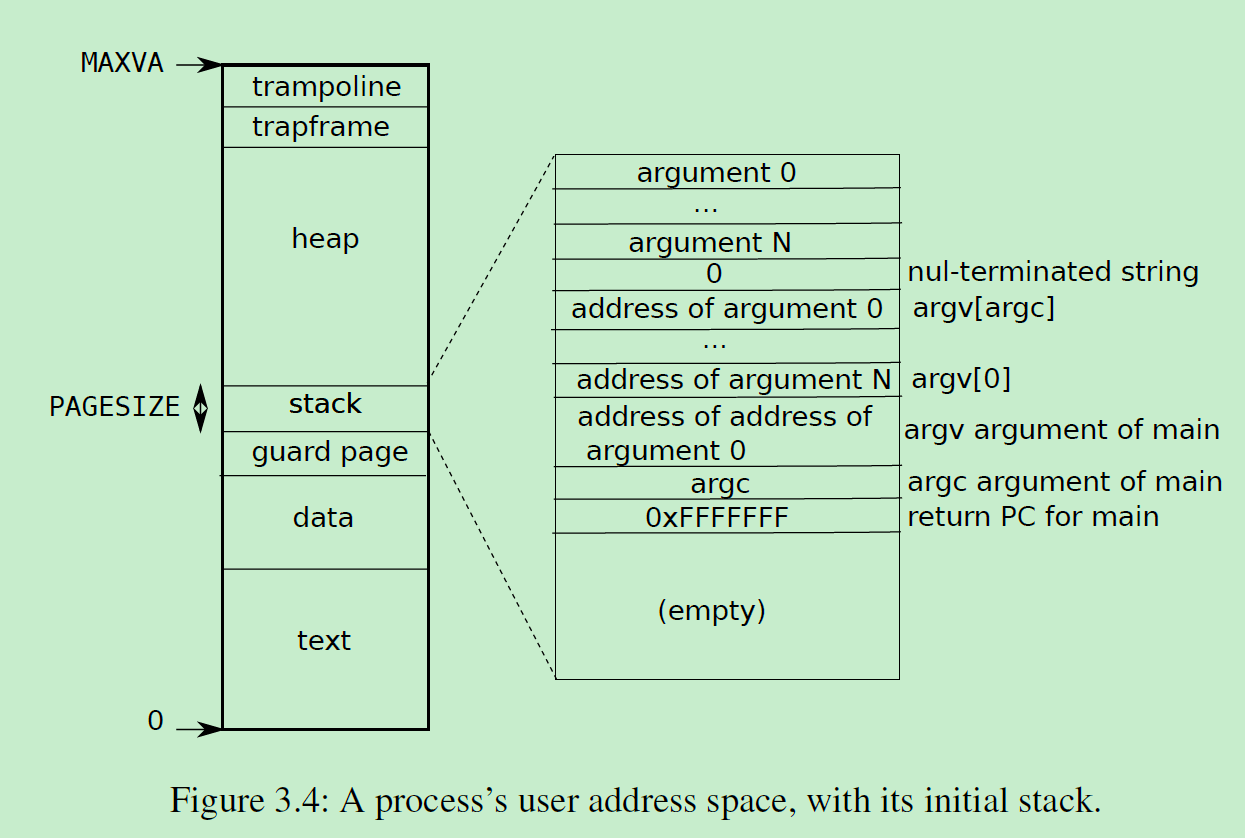 MAXVA
trampoline
trapframe
heap
PAGESIZE
stack
guard page
data
text
0
argument 0
...
argument N
0
nul-terminated string
address of argument 0
argv[argc]
...
address of argument N
argv[0]
address of address of
argument 0
argv argument of main
argc
argc argument of main
0xFFFFFFF
return PC for main
(empty)
Figure 3.4: A process’s user address space, with its initial stack.